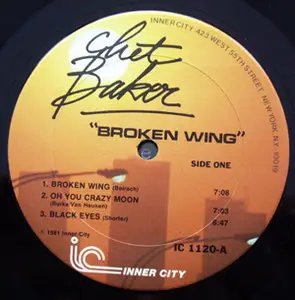 INNER CITY 423 WEST 55TH STREET, NEW YORK, N.Y. 10019
Chet Baker
"BROKEN WING"
SIDE ONE
1. BROKEN WING (Beirach) 7:08
2. OH YOU CRAZY MOON 7:03
(Burke Van Heusen)
3. BLACK EYES (Shorter) 6:47
© 1981 Inner City
IC 1120-A
ic INNER CITY